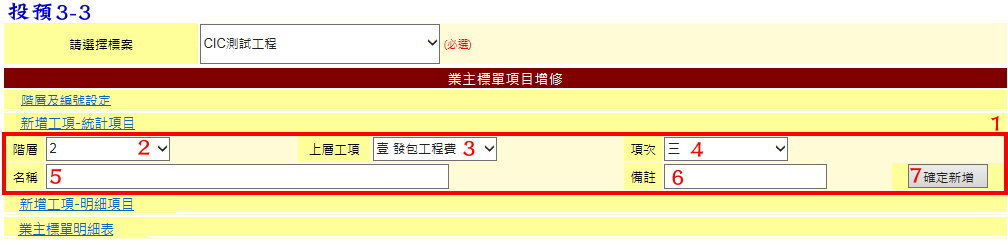 投預3-3
請選擇標案 CIC測試工程 (必選)
業主標單項目增修
階層及編號設定
新增工項-統計項目 1
階層 2 2 上層工項 壹 發包工程費 3 項次 三 4
名稱 5 備註 6 7 確定新增
新增工項-明細項目
業主標單明細表